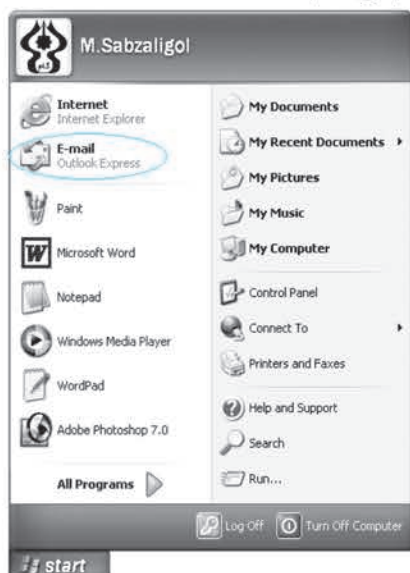 M.Sabzaligol
Internet
Internet Explorer
E-mail
Outlook Express
Paint
Microsoft Word
Notepad
Windows Media Player
WordPad
Adobe Photoshop 7.0
All Programs
My Documents
My Recent Documents
My Pictures
My Music
My Computer
Control Panel
Connect To
Printers and Faxes
Help and Support
Search
Run...
Log Off
Turn Off Computer
start